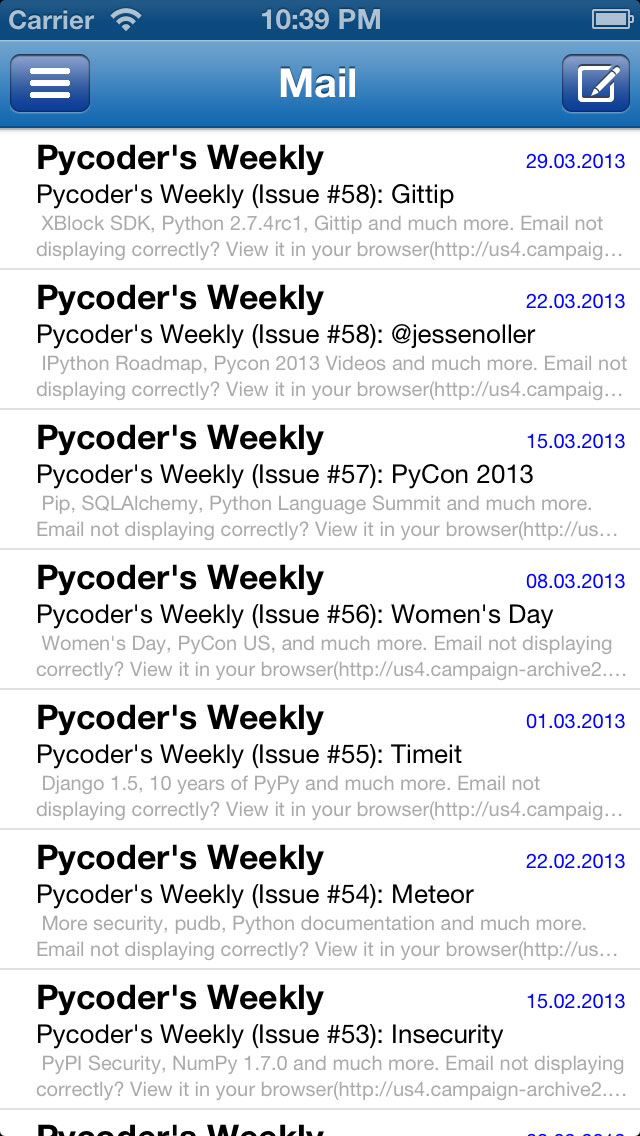 Carrier 10:39 PM
Mail
Pycoder's Weekly 29.03.2013
Pycoder's Weekly (Issue #58): Gittip
XBlock SDK, Python 2.7.4rc1, Gittip and much more. Email not
displaying correctly? View it in your browser(http://us4.campaig…
Pycoder's Weekly 22.03.2013
Pycoder's Weekly (Issue #58): @jessenoller
IPython Roadmap, Pycon 2013 Videos and much more. Email not
displaying correctly? View it in your browser(http://us4.campaig…
Pycoder's Weekly 15.03.2013
Pycoder's Weekly (Issue #57): PyCon 2013
Pip, SQLAlchemy, Python Language Summit and much more.
Email not displaying correctly? View it in your browser(http://us…
Pycoder's Weekly 08.03.2013
Pycoder's Weekly (Issue #56): Women's Day
Women's Day, PyCon US, and much more. Email not displaying
correctly? View it in your browser(http://us4.campaign-archive2.…
Pycoder's Weekly 01.03.2013
Pycoder's Weekly (Issue #55): Timeit
Django 1.5, 10 years of PyPy and much more. Email not
displaying correctly? View it in your browser(http://us4.campaig…
Pycoder's Weekly 22.02.2013
Pycoder's Weekly (Issue #54): Meteor
More security, pudb, Python documentation and much more.
Email not displaying correctly? View it in your browser(http://us…
Pycoder's Weekly 15.02.2013
Pycoder's Weekly (Issue #53): Insecurity
PyPI Security, NumPy 1.7.0 and much more. Email not displaying
correctly? View it in your browser(http://us4.campaign-archive2.…
Pycoder's Weekly